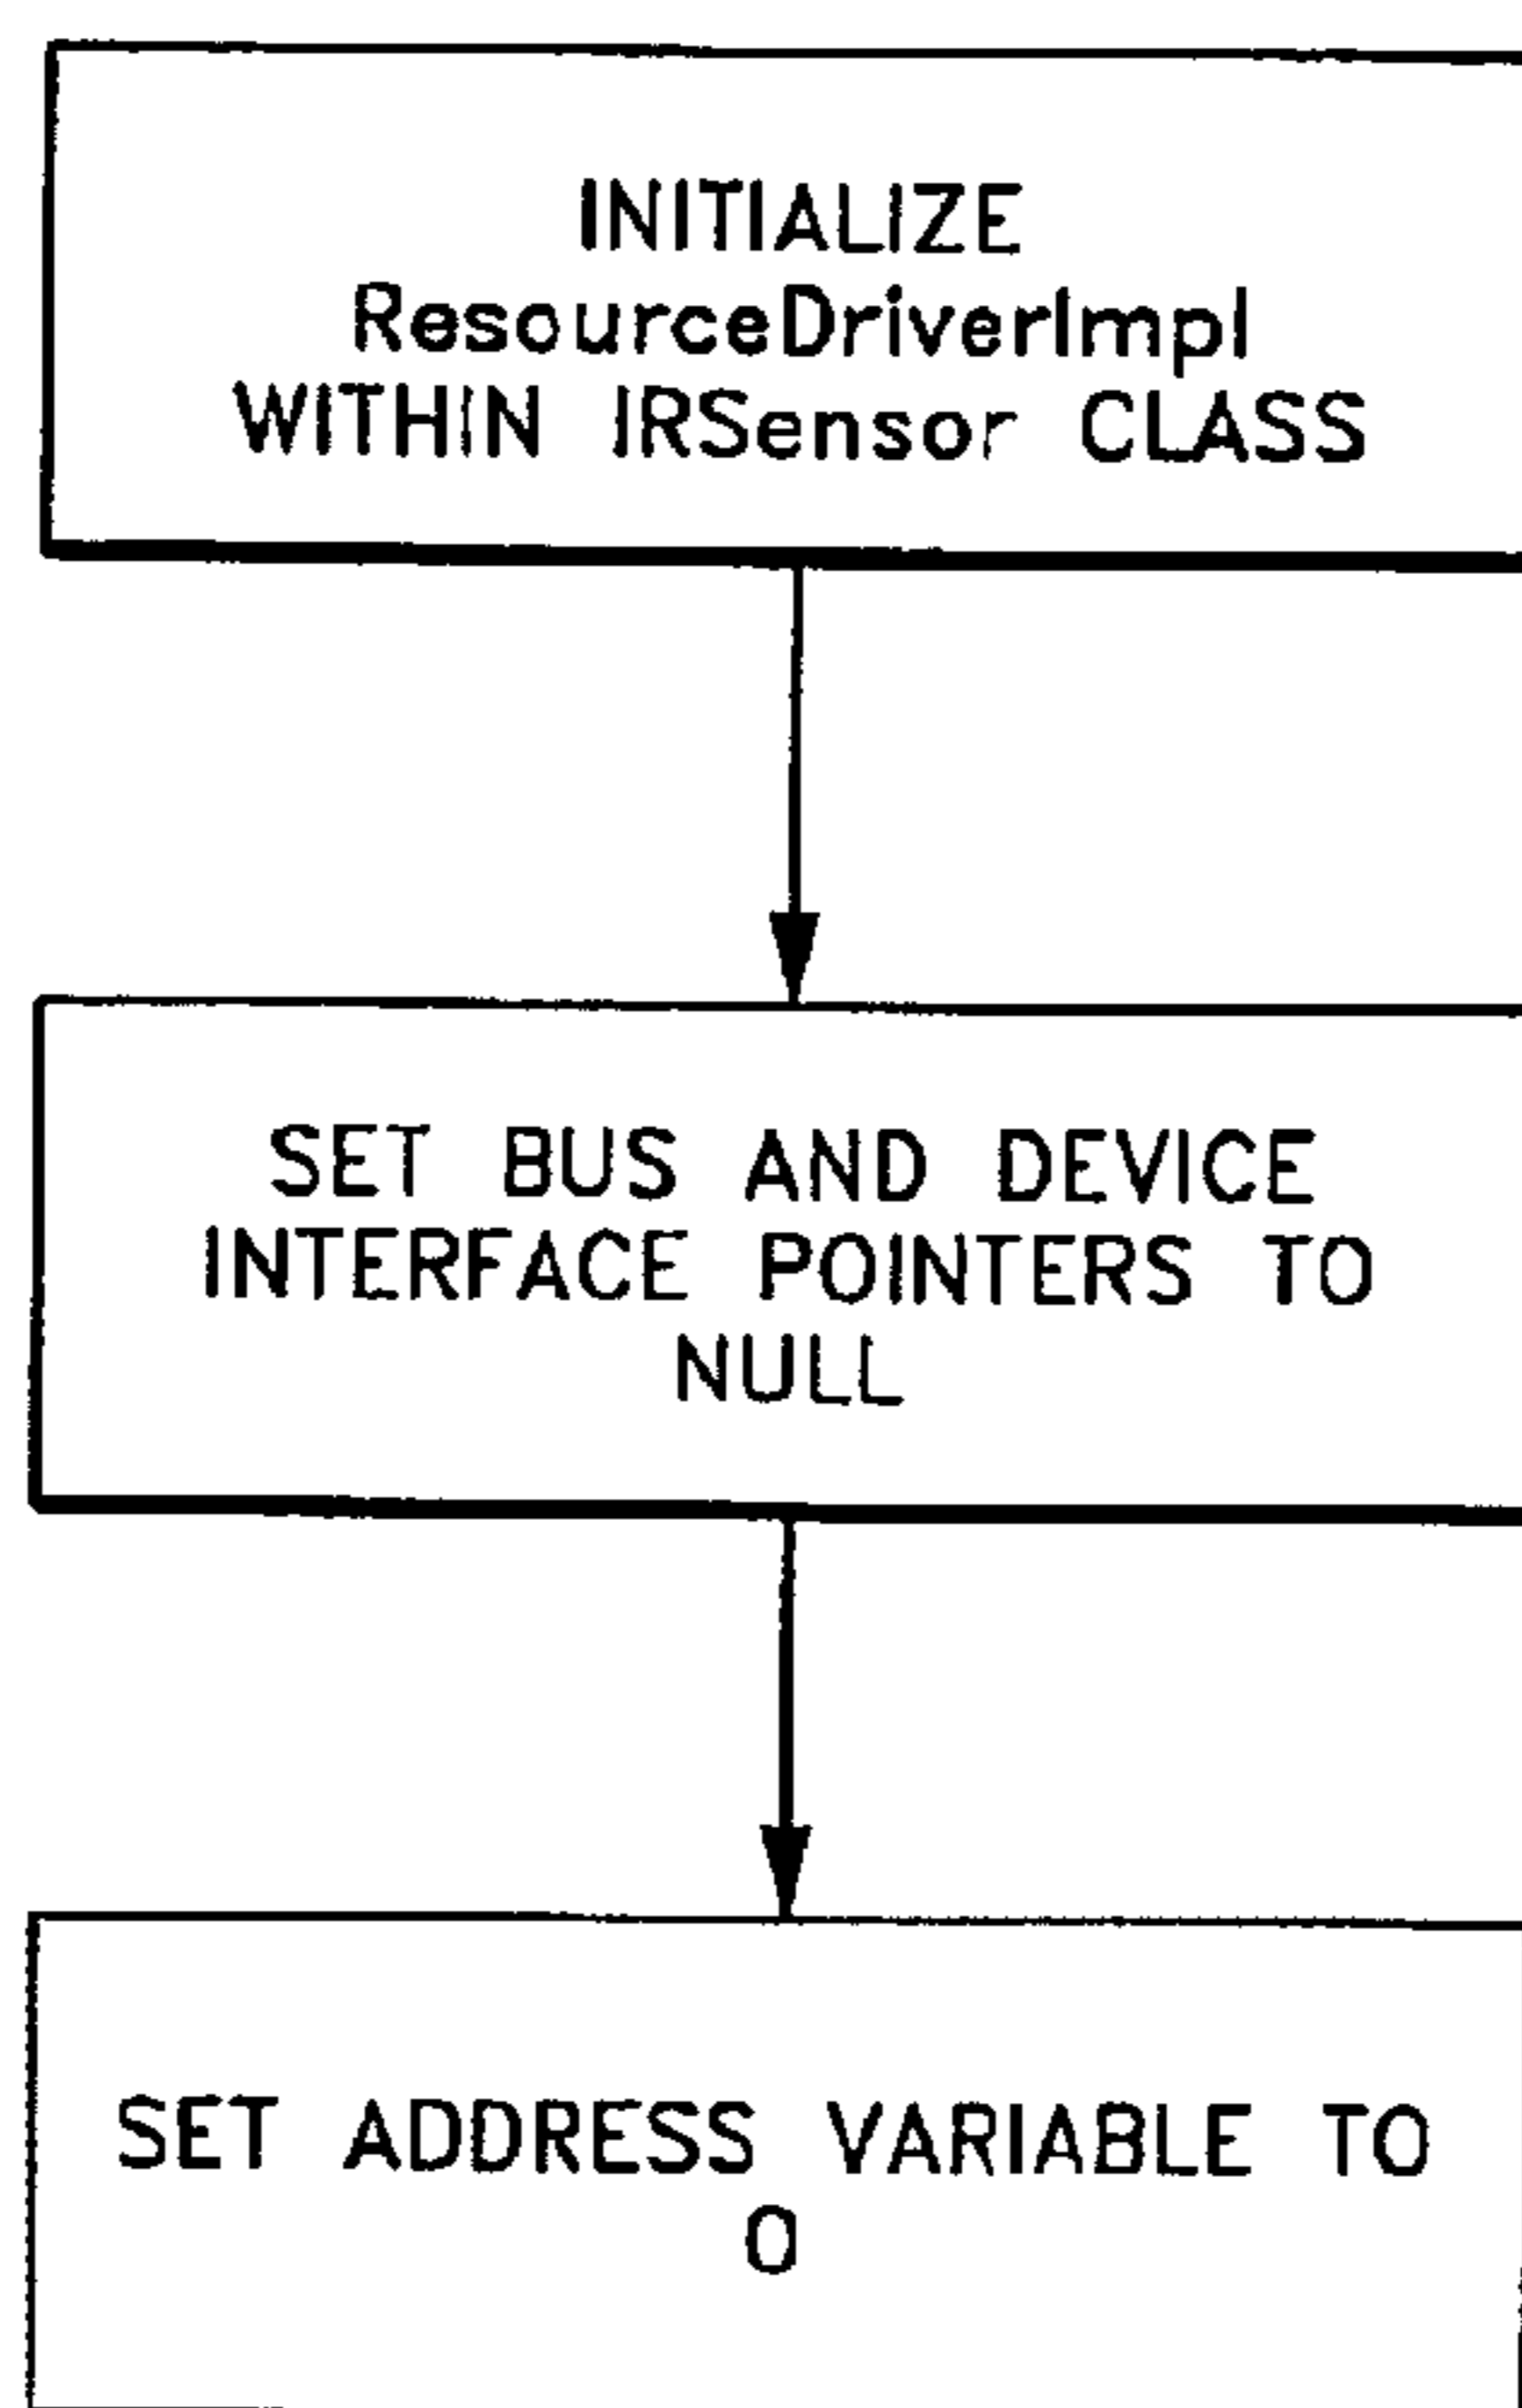 INITIALIZE
ResourceDriverImpl
WITHIN IRSensor CLASS
SET BUS AND DEVICE
INTERFACE POINTERS TO
NULL
SET ADDRESS VARIABLE TO
0